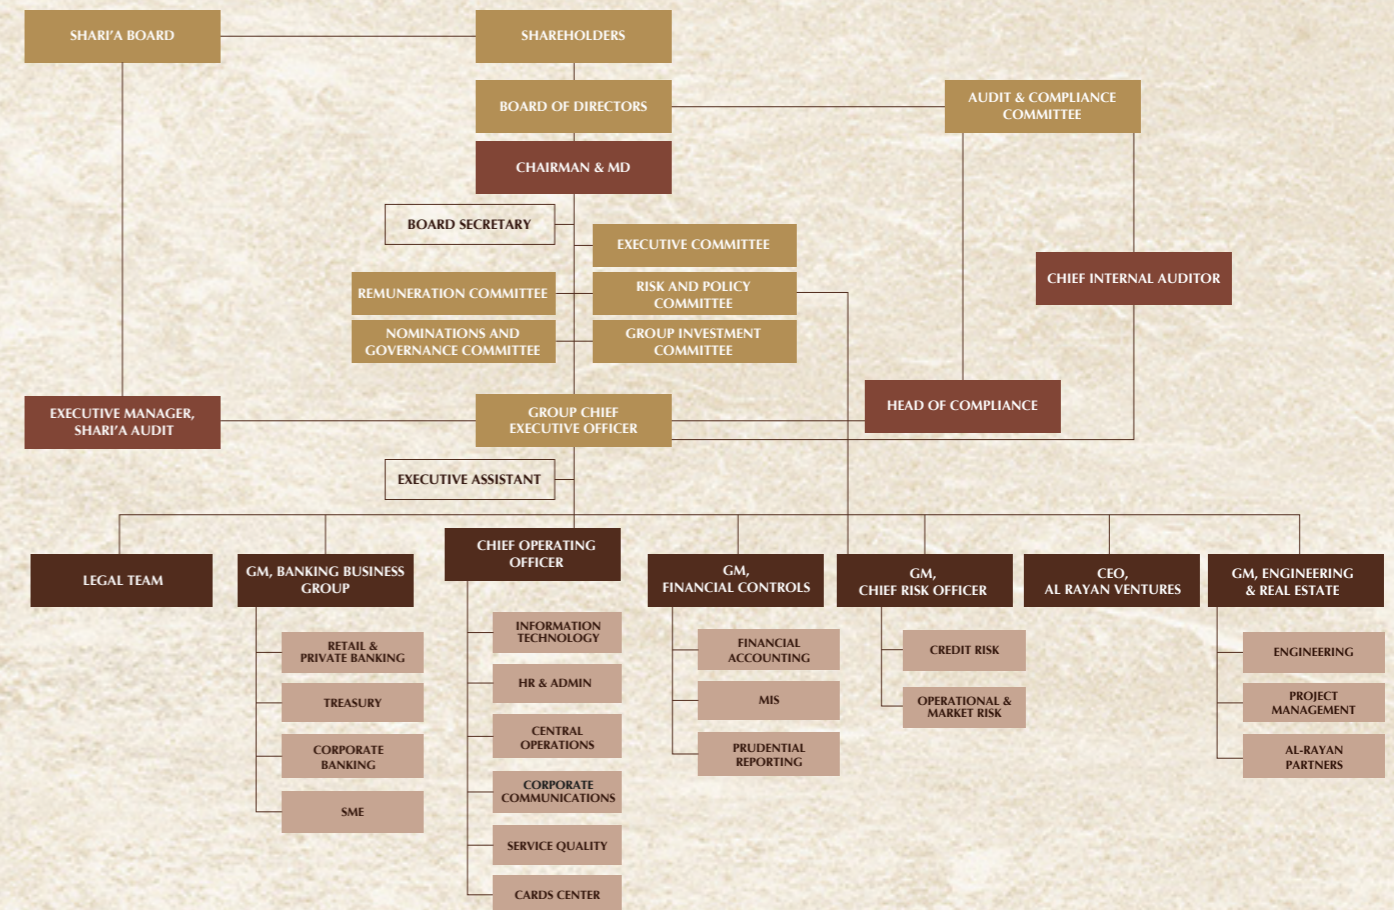 SHARI'A BOARD
SHAREHOLDERS
BOARD OF DIRECTORS
AUDIT & COMPLIANCE
COMMITTEE
CHAIRMAN & MD
BOARD SECRETARY
EXECUTIVE COMMITTEE
CHIEF INTERNAL AUDITOR
REMUNERATION COMMITTEE
RISK AND POLICY
COMMITTEE
NOMINATIONS AND
GOVERNANCE COMMITTEE
GROUP INVESTMENT
COMMITTEE
EXECUTIVE MANAGER,
SHARI'A AUDIT
GROUP CHIEF
EXECUTIVE OFFICER
HEAD OF COMPLIANCE
EXECUTIVE ASSISTANT
LEGAL TEAM
GM, BANKING BUSINESS
GROUP
CHIEF OPERATING
OFFICER
GM,
FINANCIAL CONTROLS
GM,
CHIEF RISK OFFICER
CEO,
AL RAYAN VENTURES
GM, ENGINEERING
& REAL ESTATE
RETAIL &
PRIVATE BANKING
TREASURY
CORPORATE
BANKING
SME
INFORMATION
TECHNOLOGY
HR & ADMIN
CENTRAL
OPERATIONS
CORPORATE
COMMUNICATIONS
SERVICE QUALITY
CARDS CENTER
FINANCIAL
ACCOUNTING
MIS
PRUDENTIAL
REPORTING
CREDIT RISK
OPERATIONAL &
MARKET RISK
ENGINEERING
PROJECT
MANAGEMENT
AL-RAYAN
PARTNERS